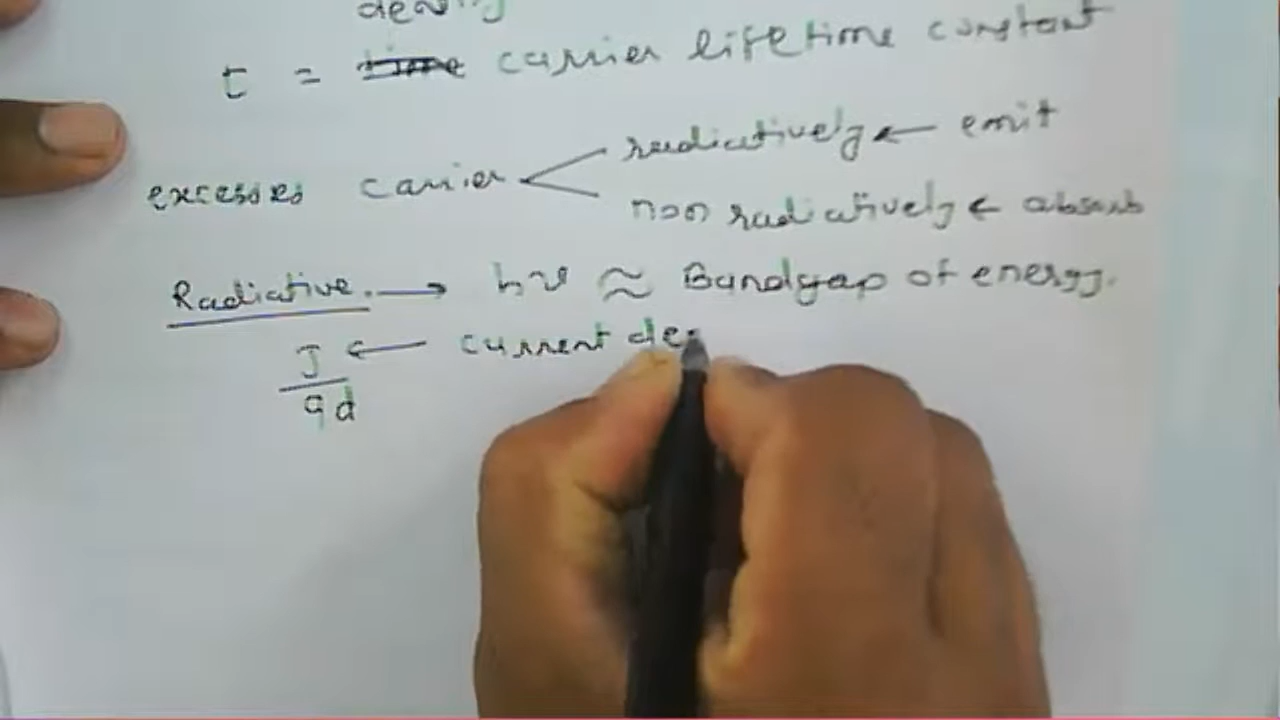 τ = carrier lifetime constant
excesses carrier < radiatively ← emit
non radiatively ← absorb
Radiative. → hν ≈ Bandgap of energy.
J ← current de
qd